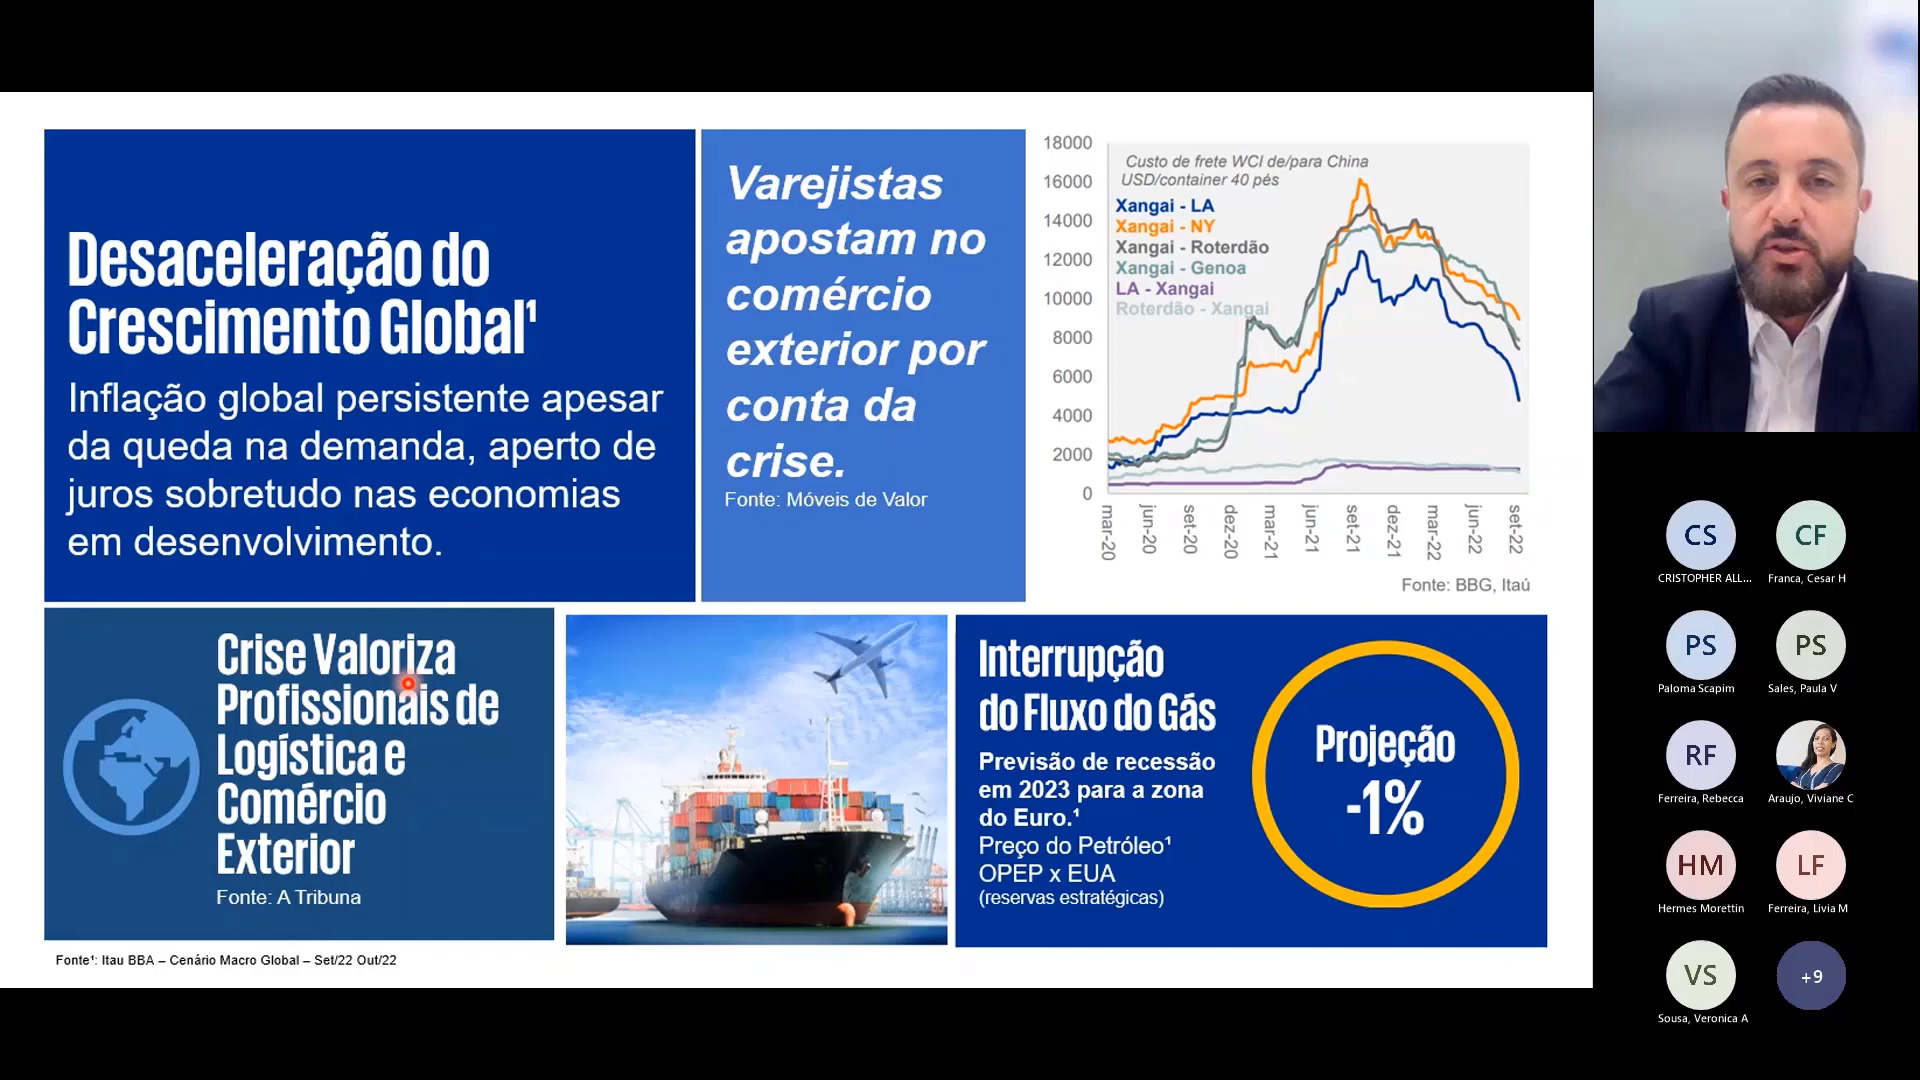 Desaceleração do
Crescimento Global¹
Inflação global persistente apesar
da queda na demanda, aperto de
juros sobretudo nas economias
em desenvolvimento.
Varejistas
apostam no
comércio
exterior por
conta da
crise.
Fonte: Móveis de Valor
18000
16000
14000
12000
10000
8000
6000
4000
2000
0
Custo de frete WCI de/para China
USD/container 40 pés
Xangai - LA
Xangai - NY
Xangai - Roterdão
Xangai - Genoa
LA - Xangai
Roterdão - Xangai
mar-20
jun-20
set-20
dez-20
mar-21
jun-21
set-21
dez-21
mar-22
jun-22
set-22
Fonte: BBG, Itaú
Crise Valoriza
Profissionais de
Logística e
Comércio
Exterior
Fonte: A Tribuna
Interrupção
do Fluxo do Gás
Previsão de recessão
em 2023 para a zona
do Euro.¹
Preço do Petróleo¹
OPEP x EUA
(reservas estratégicas)
Projeção
-1%
Fonte¹: Itau BBA – Cenário Macro Global – Set/22 Out/22
CS
CRISTOPHER ALL...
CF
Franca, Cesar H
PS
Paloma Scapim
PS
Sales, Paula V
RF
Ferreira, Rebecca
Araujo, Viviane C
HM
Hermes Morettin
LF
Ferreira, Livia M
VS
Sousa, Veronica A
+9